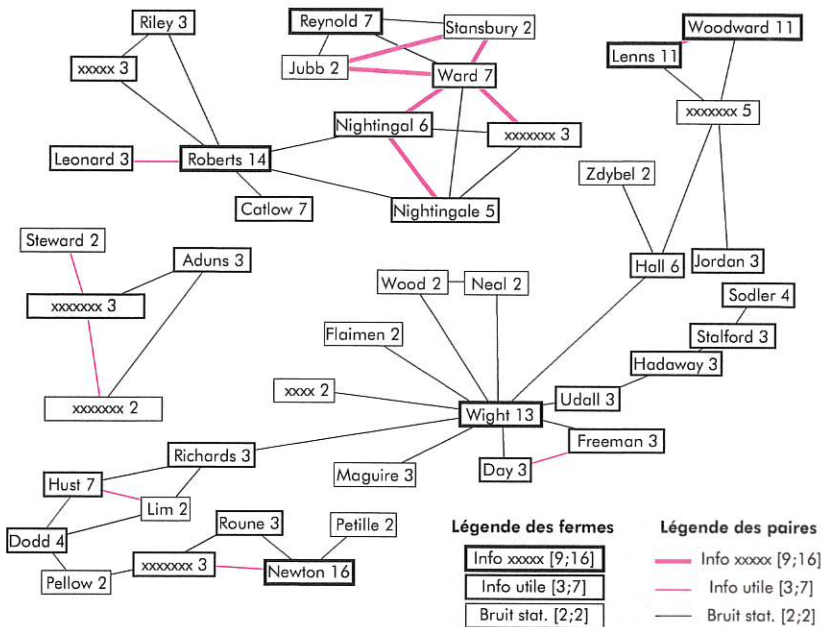 Riley 3
Reynold 7
Stansbury 2
Woodward 11
xxxxx 3
Jubb 2
Ward 7
Lenns 11
Nightingal 6
xxxxxxx 3
xxxxxxx 5
Leonard 3
Roberts 14
Zdybel 2
Catlow 7
Nightingale 5
Steward 2
Aduns 3
Hall 6
Jordan 3
Wood 2
Neal 2
Sodler 4
xxxxxxx 3
Flaimen 2
Stalford 3
Hadaway 3
xxxxxxx 2
xxxx 2
Wight 13
Udall 3
Richards 3
Freeman 3
Hust 7
Maguire 3
Day 3
Lim 2
Dodd 4
Roune 3
Petille 2
Pellow 2
xxxxxxx 3
Newton 16
Légende des fermes
Info xxxxx [9;16]
Info utile [3;7]
Bruit stat. [2;2]
Légende des paires
Info xxxxx [9;16]
Info utile [3;7]
Bruit stat. [2;2]